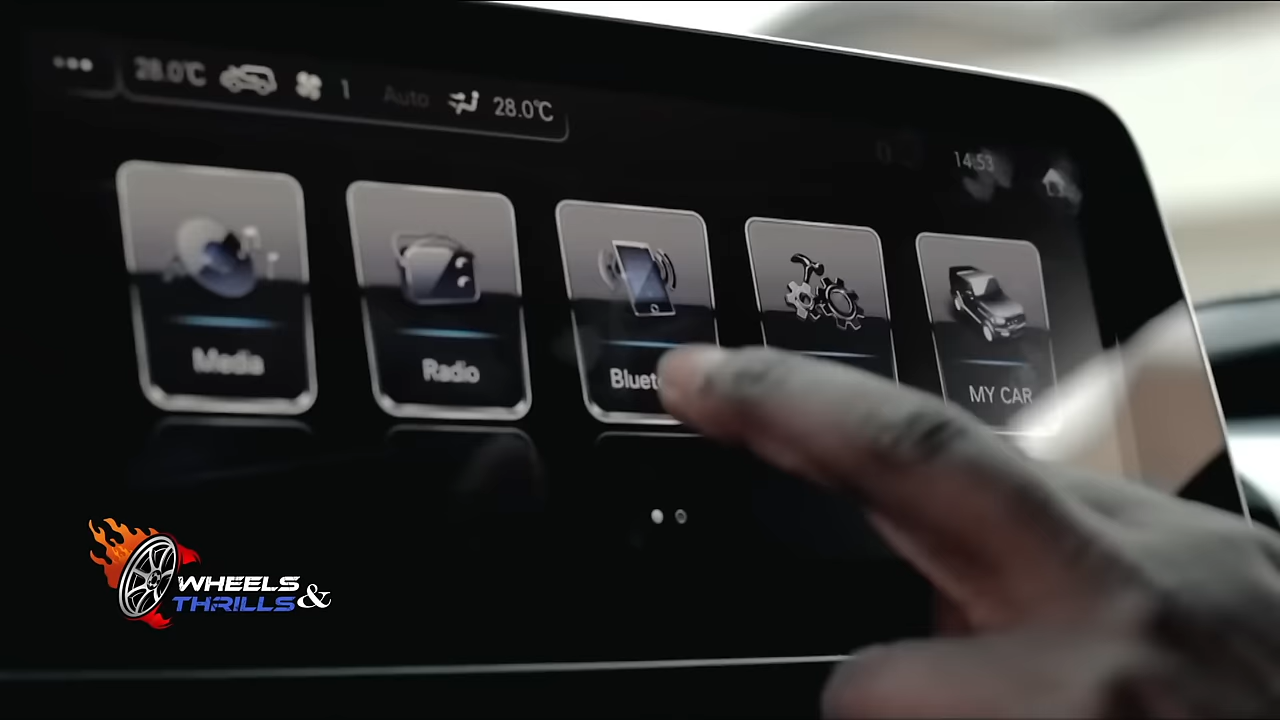 28.0°C 1 Auto 28.0°C
14:53
Media
Radio
Bluet
MY CAR
WHEELS
THRILLS &